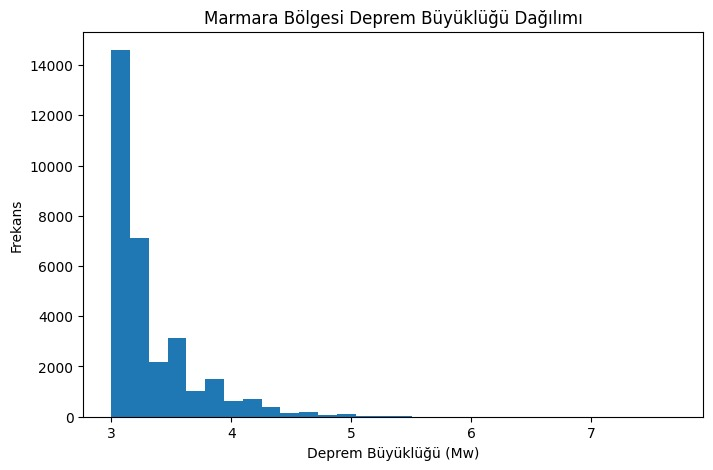 Marmara Bölgesi Deprem Büyüklüğü Dağılımı
Frekans
14000
12000
10000
8000
6000
4000
2000
0
3 4 5 6 7
Deprem Büyüklüğü (Mw)